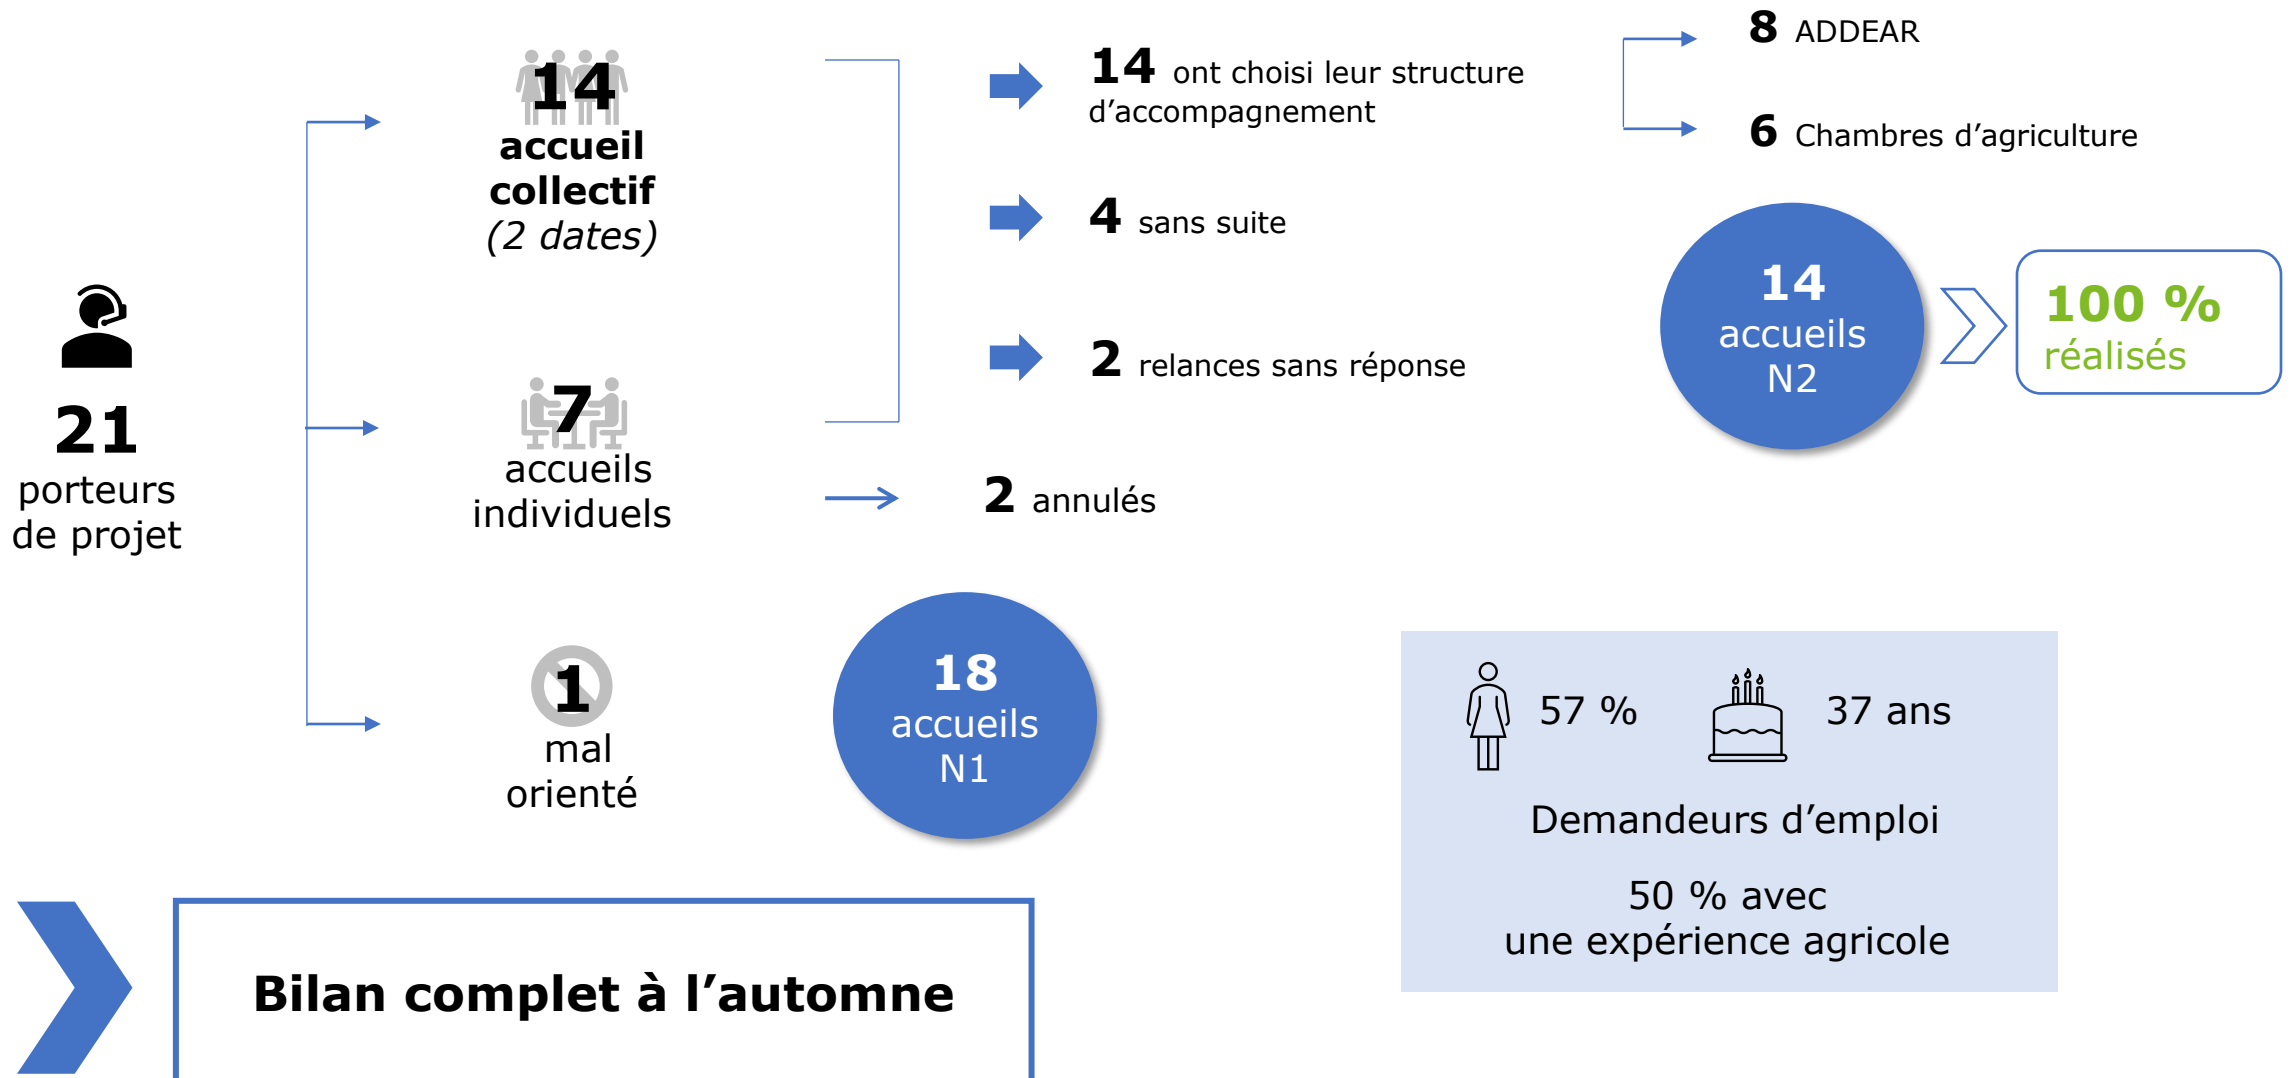 21
porteurs
de projet
14
accueil
collectif
(2 dates)
7
accueils
individuels
1
mal
orienté
14 ont choisi leur structure
d’accompagnement
4 sans suite
2 relances sans réponse
2 annulés
18
accueils
N1
8 ADDEAR
6 Chambres d’agriculture
14
accueils
N2
100 %
réalisés
57 %
37 ans
Demandeurs d’emploi
50 % avec
une expérience agricole
Bilan complet à l’automne